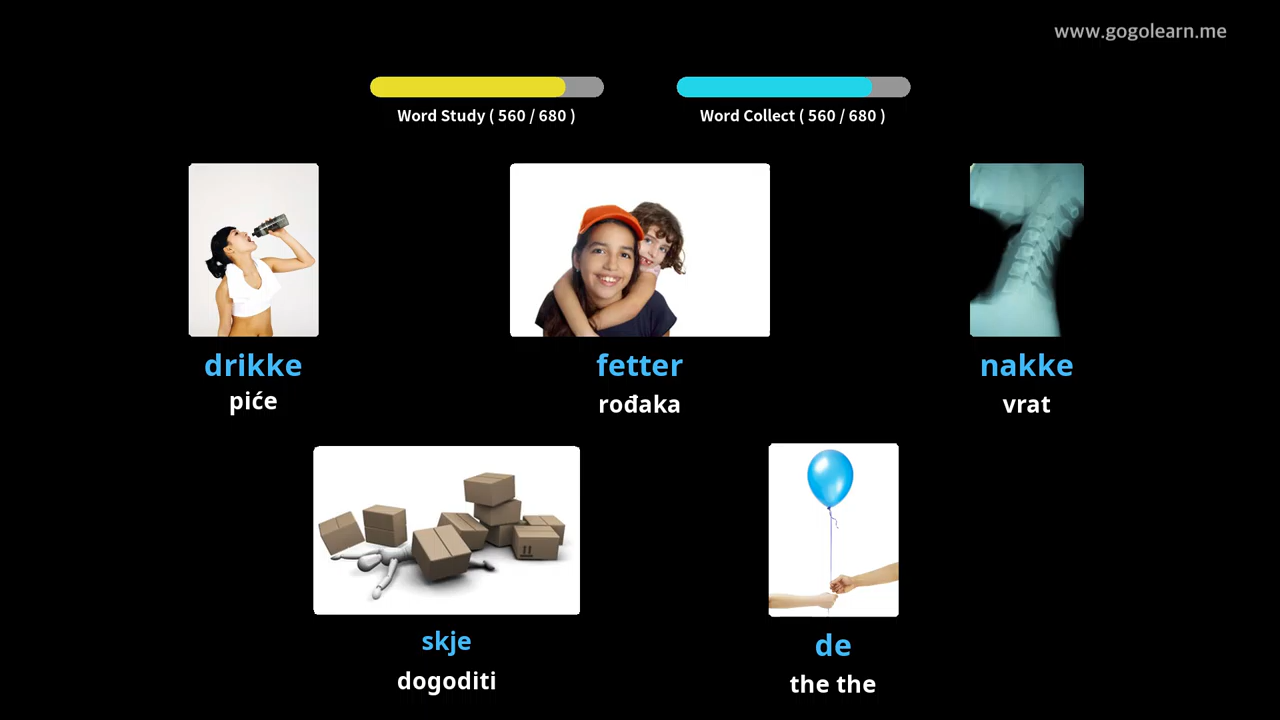 www.gogolearn.me
Word Study ( 560 / 680 )
Word Collect ( 560 / 680 )
drikke
piće
fetter
rođaka
nakke
vrat
skje
dogoditi
de
the the